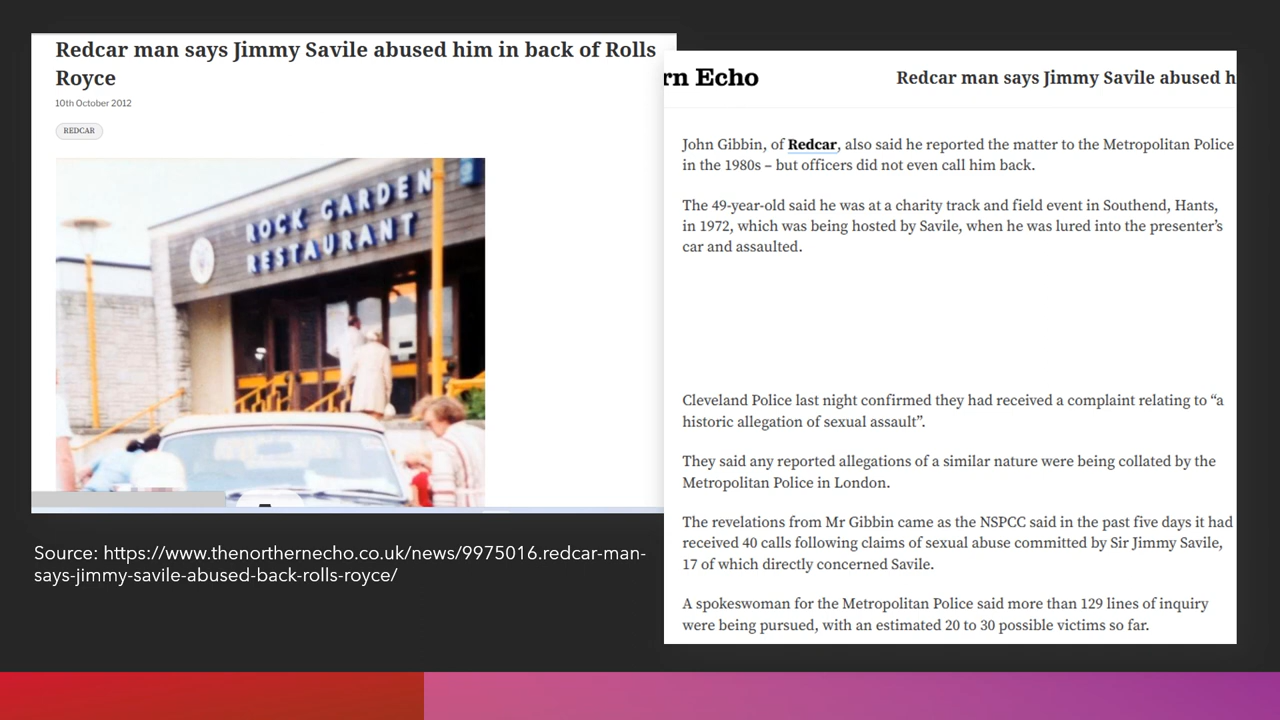 Redcar man says Jimmy Savile abused him in back of Rolls
Royce
10th October 2012
REDCAR
ROCK GARDEN
RESTAURANT
Source: https://www.thenorthernecho.co.uk/news/9975016.redcar-man-
says-jimmy-savile-abused-back-rolls-royce/
rn Echo
Redcar man says Jimmy Savile abused h
John Gibbin, of Redcar, also said he reported the matter to the Metropolitan Police
in the 1980s – but officers did not even call him back.
The 49-year-old said he was at a charity track and field event in Southend, Hants,
in 1972, which was being hosted by Savile, when he was lured into the presenter’s
car and assaulted.
Cleveland Police last night confirmed they had received a complaint relating to “a
historic allegation of sexual assault”.
They said any reported allegations of a similar nature were being collated by the
Metropolitan Police in London.
The revelations from Mr Gibbin came as the NSPCC said in the past five days it had
received 40 calls following claims of sexual abuse committed by Sir Jimmy Savile,
17 of which directly concerned Savile.
A spokeswoman for the Metropolitan Police said more than 129 lines of inquiry
were being pursued, with an estimated 20 to 30 possible victims so far.